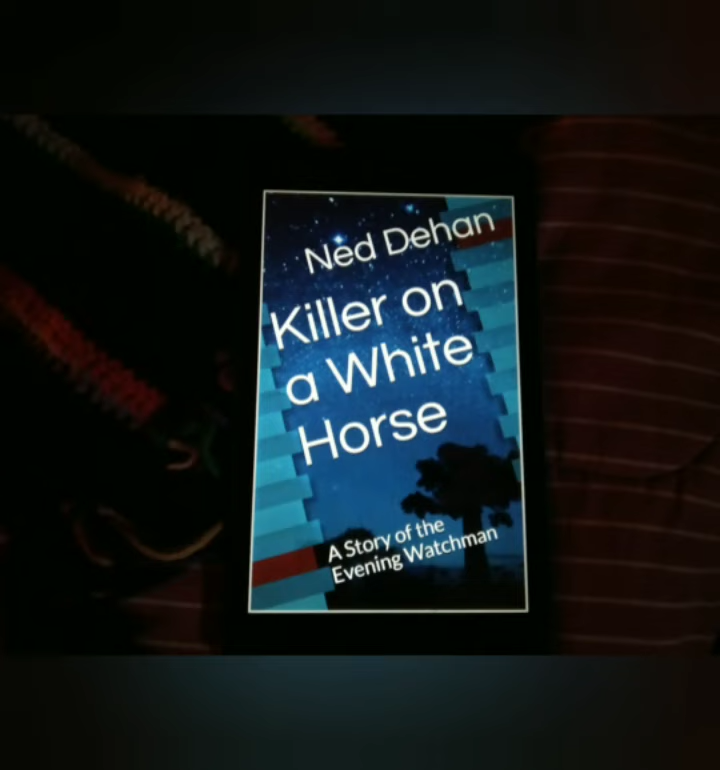 Ned Dehan
Killer on
a White
Horse
A Story of the
Evening Watchman